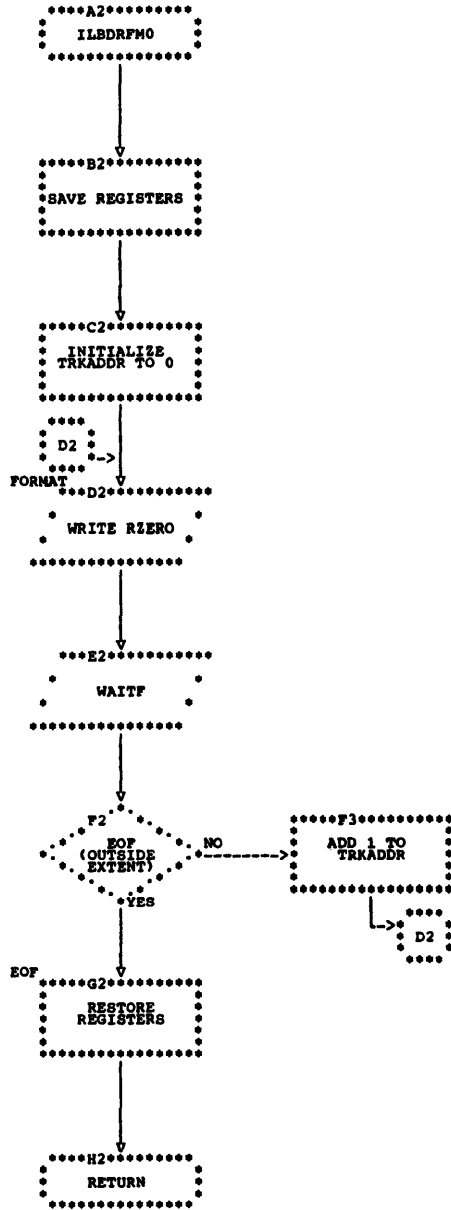 A2
ILBDRFM0
B2
SAVE REGISTERS
C2
INITIALIZE
TRKADDR TO 0
D2
FORMAT
D2
WRITE RZERO
E2
WAITF
F2
EOF
(OUTSIDE
EXTENT)
NO
YES
F3
ADD 1 TO
TRKADDR
D2
EOF
G2
RESTORE
REGISTERS
H2
RETURN